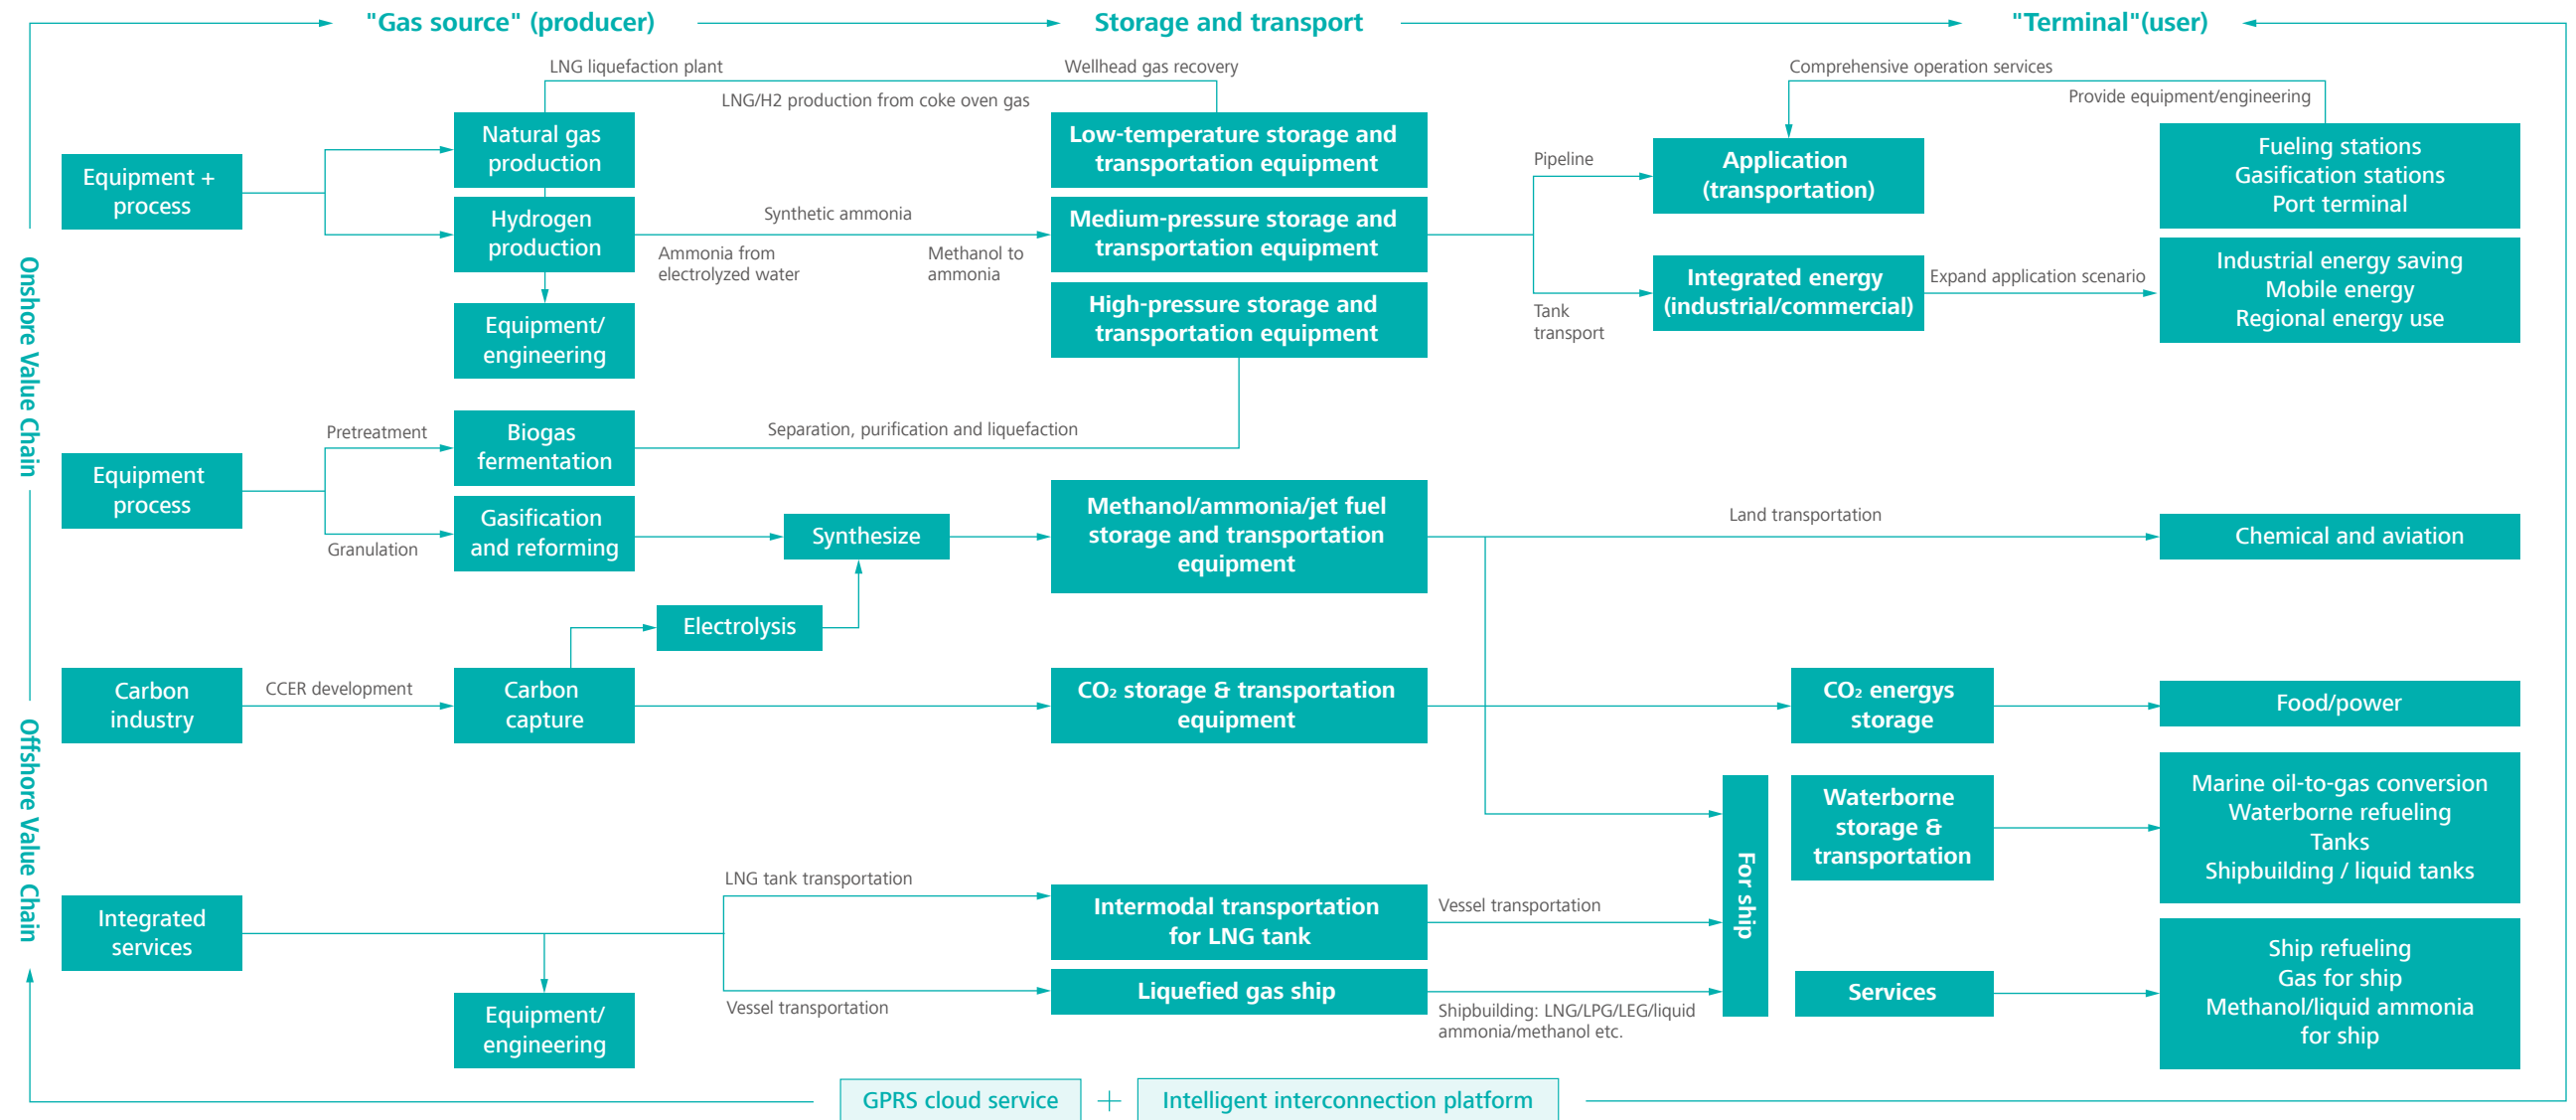 "Gas source" (producer)
Storage and transport
"Terminal"(user)
Onshore Value Chain
Offshore Value Chain
LNG liquefaction plant
Wellhead gas recovery
LNG/H2 production from coke oven gas
Comprehensive operation services
Provide equipment/engineering
Equipment +
process
Natural gas
production
Hydrogen
production
Equipment/
engineering
Synthetic ammonia
Ammonia from
electrolyzed water
Methanol to
ammonia
Low-temperature storage and
transportation equipment
Medium-pressure storage and
transportation equipment
High-pressure storage and
transportation equipment
Pipeline
Tank
transport
Application
(transportation)
Integrated energy
(industrial/commercial)
Expand application scenario
Fueling stations
Gasification stations
Port terminal
Industrial energy saving
Mobile energy
Regional energy use
Equipment
process
Pretreatment
Granulation
Biogas
fermentation
Gasification
and reforming
Separation, purification and liquefaction
Synthesize
Electrolysis
Methanol/ammonia/jet fuel
storage and transportation
equipment
Land transportation
Chemical and aviation
Carbon
industry
CCER development
Carbon
capture
CO₂ storage & transportation
equipment
CO₂ energys
storage
Food/power
Integrated
services
Equipment/
engineering
LNG tank transportation
Vessel transportation
Intermodal transportation
for LNG tank
Liquefied gas ship
Vessel transportation
Shipbuilding: LNG/LPG/LEG/liquid
ammonia/methanol etc.
For ship
Waterborne
storage &
transportation
Services
Marine oil-to-gas conversion
Waterborne refueling
Tanks
Shipbuilding / liquid tanks
Ship refueling
Gas for ship
Methanol/liquid ammonia
for ship
GPRS cloud service
+
Intelligent interconnection platform